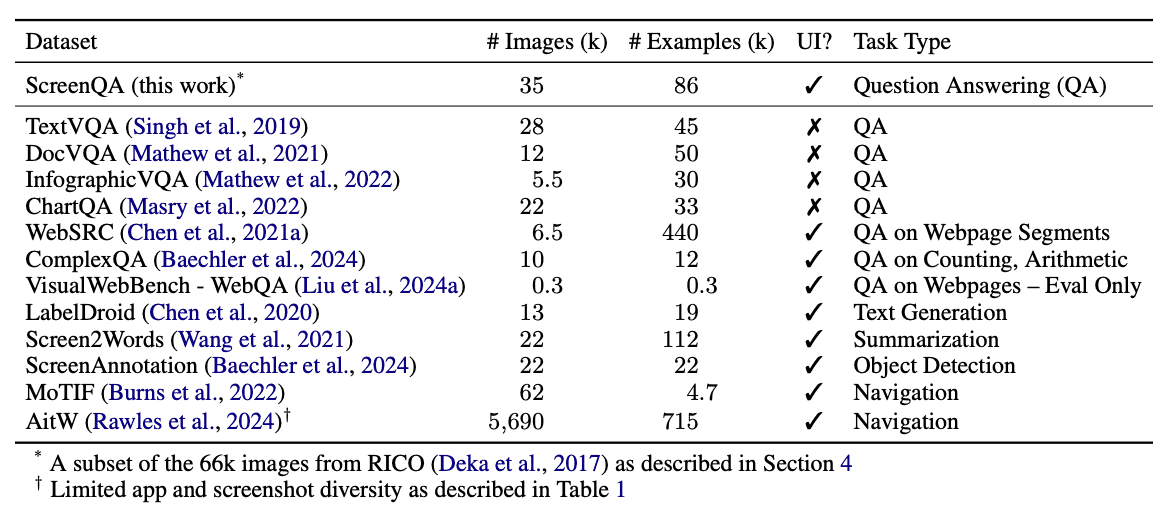 Dataset # Images (k) # Examples (k) UI? Task Type
ScreenQA (this work)* 35 86 ✓ Question Answering (QA)
TextVQA (Singh et al., 2019) 28 45 ✗ QA
DocVQA (Mathew et al., 2021) 12 50 ✗ QA
InfographicVQA (Mathew et al., 2022) 5.5 30 ✗ QA
ChartQA (Masry et al., 2022) 22 33 ✗ QA
WebSRC (Chen et al., 2021a) 6.5 440 ✓ QA on Webpage Segments
ComplexQA (Baechler et al., 2024) 10 12 ✓ QA on Counting, Arithmetic
VisualWebBench - WebQA (Liu et al., 2024a) 0.3 0.3 ✓ QA on Webpages – Eval Only
LabelDroid (Chen et al., 2020) 13 19 ✓ Text Generation
Screen2Words (Wang et al., 2021) 22 112 ✓ Summarization
ScreenAnnotation (Baechler et al., 2024) 22 22 ✓ Object Detection
MoTIF (Burns et al., 2022) 62 4.7 ✓ Navigation
AitW (Rawles et al., 2024)† 5,690 715 ✓ Navigation
* A subset of the 66k images from RICO (Deka et al., 2017) as described in Section 4
† Limited app and screenshot diversity as described in Table 1